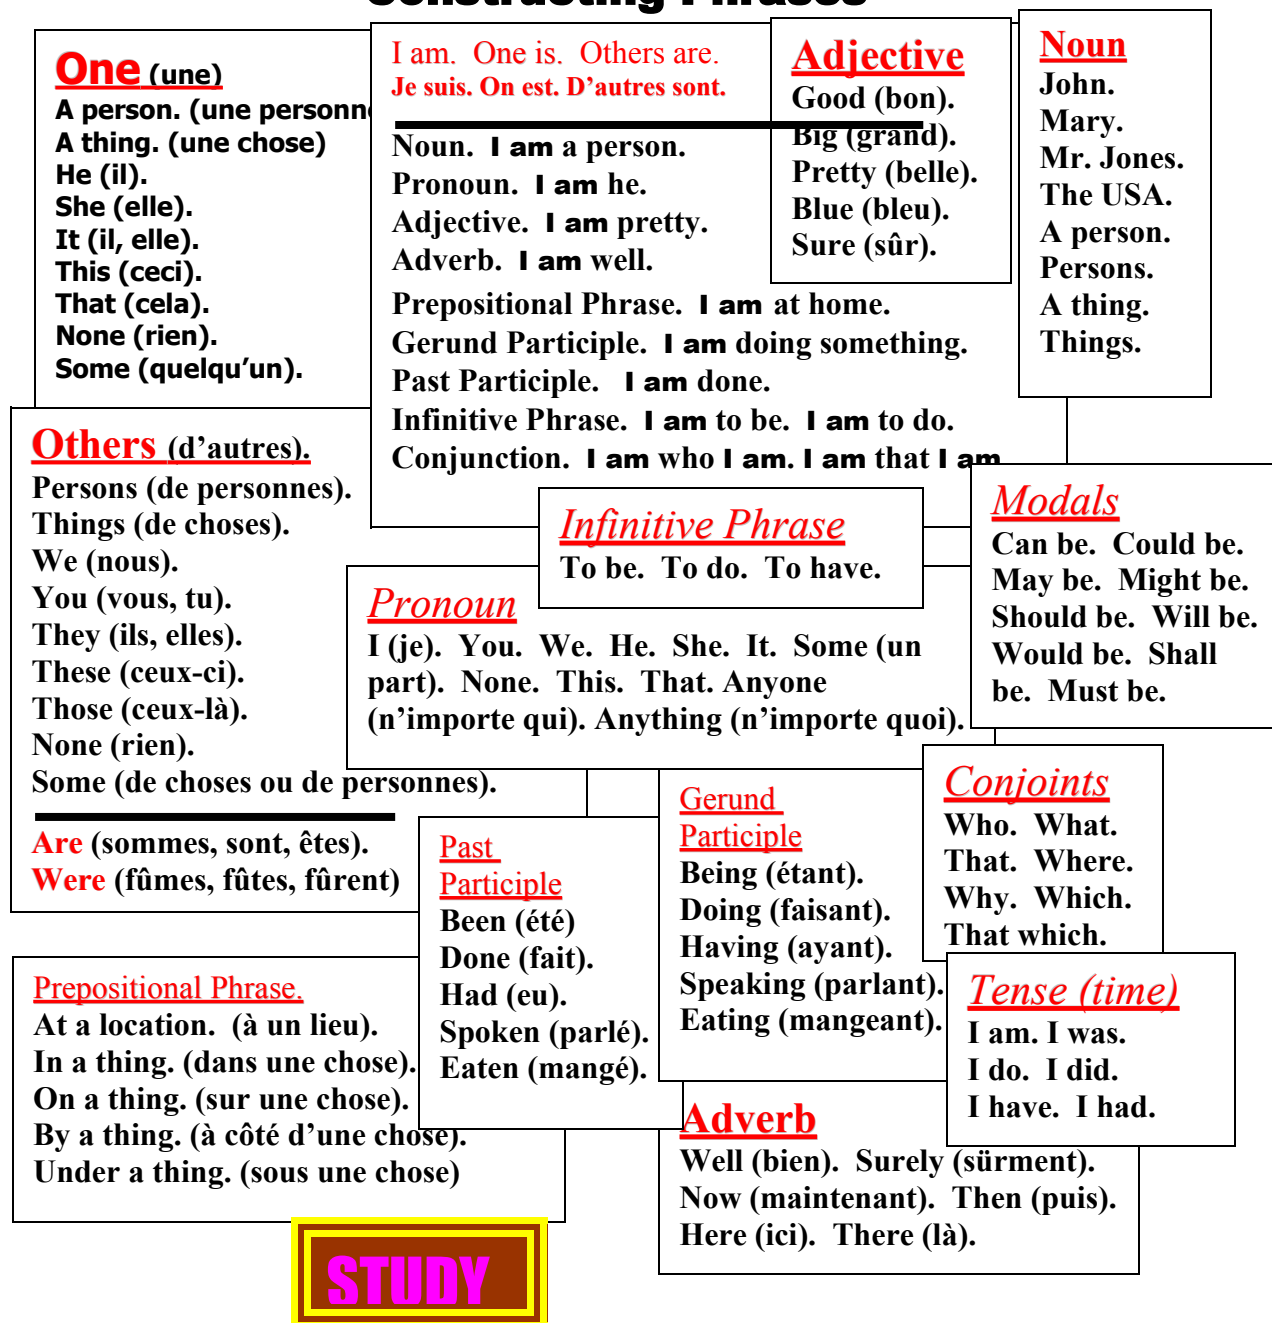 Constructing Phrases
One (une)
A person. (une personne
A thing. (une chose)
He (il).
She (elle).
It (il, elle).
This (ceci).
That (cela).
None (rien).
Some (quelqu’un).
I am. One is. Others are.
Je suis. On est. D’autres sont.
Noun. I am a person.
Pronoun. I am he.
Adjective. I am pretty.
Adverb. I am well.
Prepositional Phrase. I am at home.
Gerund Participle. I am doing something.
Past Participle. I am done.
Infinitive Phrase. I am to be. I am to do.
Conjunction. I am who I am. I am that I am
Adjective
Good (bon).
Big (grand).
Pretty (belle).
Blue (bleu).
Sure (sûr).
Noun
John.
Mary.
Mr. Jones.
The USA.
A person.
Persons.
A thing.
Things.
Others (d’autres).
Persons (de personnes).
Things (de choses).
We (nous).
You (vous, tu).
They (ils, elles).
These (ceux-ci).
Those (ceux-là).
None (rien).
Some (de choses ou de personnes).
Are (sommes, sont, êtes).
Were (fûmes, fûtes, fûrent)
Infinitive Phrase
To be. To do. To have.
Modals
Can be. Could be.
May be. Might be.
Should be. Will be.
Would be. Shall
be. Must be.
Pronoun
I (je). You. We. He. She. It. Some (un
part). None. This. That. Anyone
(n’importe qui). Anything (n’importe quoi).
Conjoints
Who. What.
That. Where.
Why. Which.
That which.
Gerund
Participle
Being (étant).
Doing (faisant).
Having (ayant).
Speaking (parlant).
Eating (mangeant).
Past
Participle
Been (été)
Done (fait).
Had (eu).
Spoken (parlé).
Eaten (mangé).
Prepositional Phrase.
At a location. (à un lieu).
In a thing. (dans une chose).
On a thing. (sur une chose).
By a thing. (à côté d’une chose).
Under a thing. (sous une chose)
Tense (time)
I am. I was.
I do. I did.
I have. I had.
Adverb
Well (bien). Surely (sürment).
Now (maintenant). Then (puis).
Here (ici). There (là).
STUDY